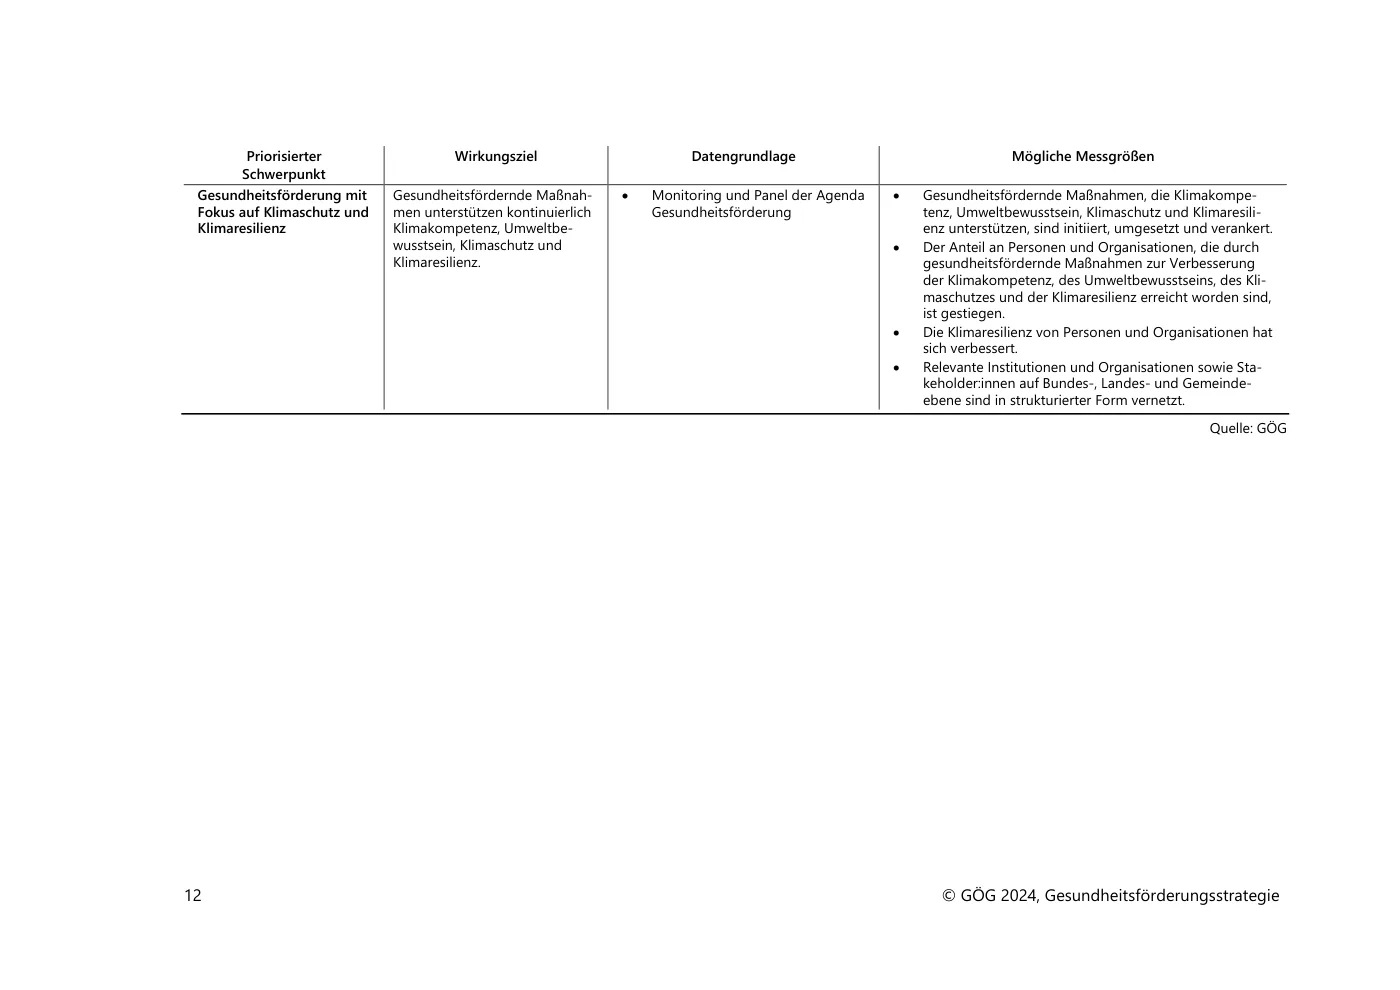 Priorisierter
Schwerpunkt
Wirkungsziel
Datengrundlage
Mögliche Messgrößen
Gesundheitsförderung mit
Fokus auf Klimaschutz und
Klimaresilienz
Gesundheitsfördernde Maßnah-
men unterstützen kontinuierlich
Klimakompetenz, Umweltbe-
wusstsein, Klimaschutz und
Klimaresilienz.
• Monitoring und Panel der Agenda
Gesundheitsförderung
• Gesundheitsfördernde Maßnahmen, die Klimakompe-
tenz, Umweltbewusstsein, Klimaschutz und Klimaresili-
enz unterstützen, sind initiiert, umgesetzt und verankert.
• Der Anteil an Personen und Organisationen, die durch
gesundheitsfördernde Maßnahmen zur Verbesserung
der Klimakompetenz, des Umweltbewusstseins, des Kli-
maschutzes und der Klimaresilienz erreicht worden sind,
ist gestiegen.
• Die Klimaresilienz von Personen und Organisationen hat
sich verbessert.
• Relevante Institutionen und Organisationen sowie Sta-
keholder:innen auf Bundes-, Landes- und Gemeinde-
ebene sind in strukturierter Form vernetzt.
Quelle: GÖG
12
© GÖG 2024, Gesundheitsförderungsstrategie